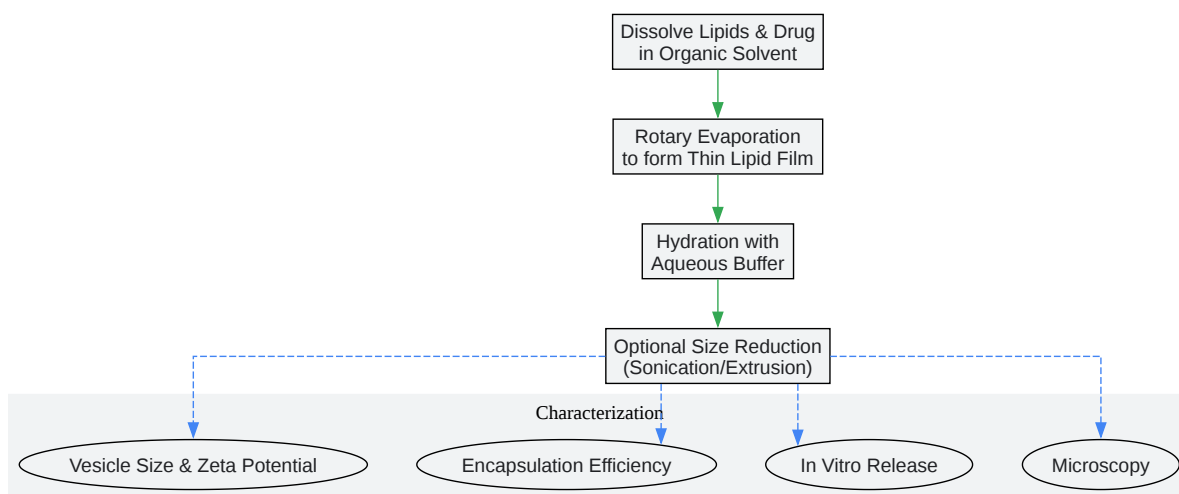 Dissolve Lipids & Drug
in Organic Solvent
Rotary Evaporation
to form Thin Lipid Film
Hydration with
Aqueous Buffer
Optional Size Reduction
(Sonication/Extrusion)
Characterization
Vesicle Size & Zeta Potential
Encapsulation Efficiency
In Vitro Release
Microscopy